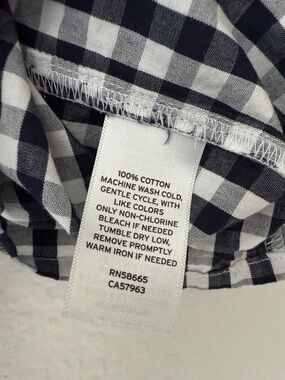 100% COTTON
MACHINE WASH COLD,
GENTLE CYCLE, WITH
LIKE COLORS
ONLY NON-CHLORINE
BLEACH IF NEEDED
TUMBLE DRY LOW,
REMOVE PROMPTLY
WARM IRON IF NEEDED
RN58665
CA57963